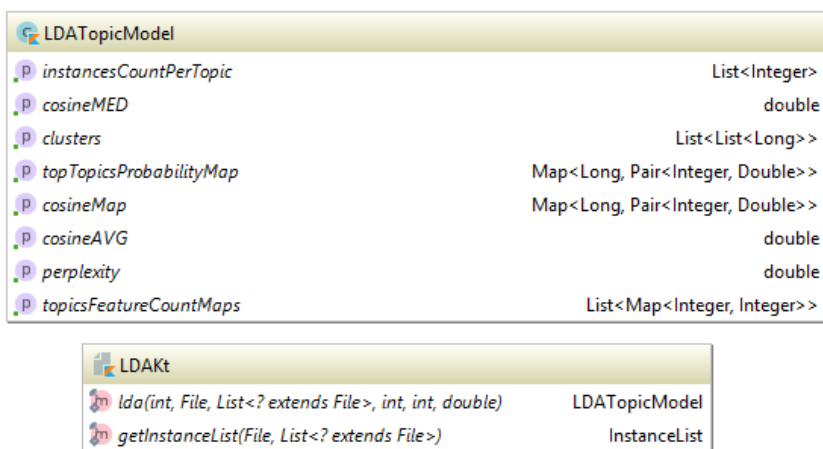 LDATopicModel
instancesCountPerTopic List<Integer>
cosineMED double
clusters List<List<Long>>
topTopicsProbabilityMap Map<Long, Pair<Integer, Double>>
cosineMap Map<Long, Pair<Integer, Double>>
cosineAVG double
perplexity double
topicsFeatureCountMaps List<Map<Integer, Integer>>
LDAKt
lda(int, File, List<? extends File>, int, int, double) LDATopicModel
getInstanceList(File, List<? extends File>) InstanceList